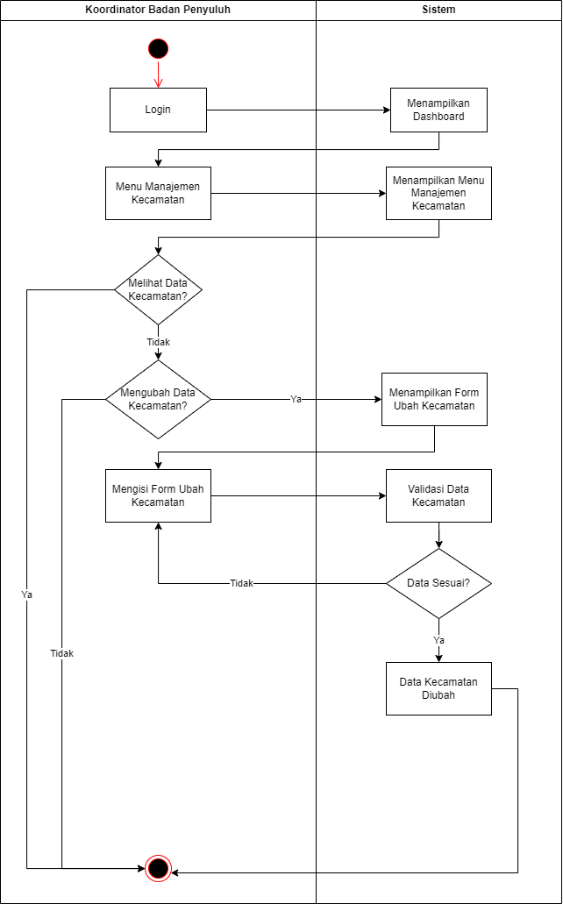 Koordinator Badan Penyuluh
Sistem
Login
Menampilkan
Dashboard
Menu Manajemen
Kecamatan
Menampilkan Menu
Manajemen
Kecamatan
Melihat Data
Kecamatan?
Tidak
Mengubah Data
Kecamatan?
Ya
Menampilkan Form
Ubah Kecamatan
Mengisi Form Ubah
Kecamatan
Validasi Data
Kecamatan
Tidak
Data Sesuai?
Ya
Ya
Tidak
Data Kecamatan
Diubah